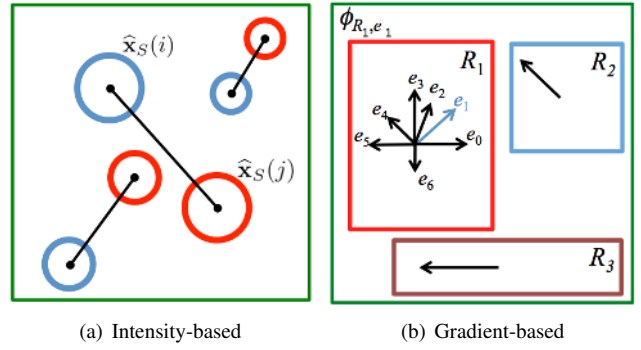 x̂_S(i)
x̂_S(j)
ϕ_{R_1,e_1}
R_1
R_2
e_3
e_2
e_1
e_4
e_5
e_0
e_6
R_3
(a) Intensity-based
(b) Gradient-based